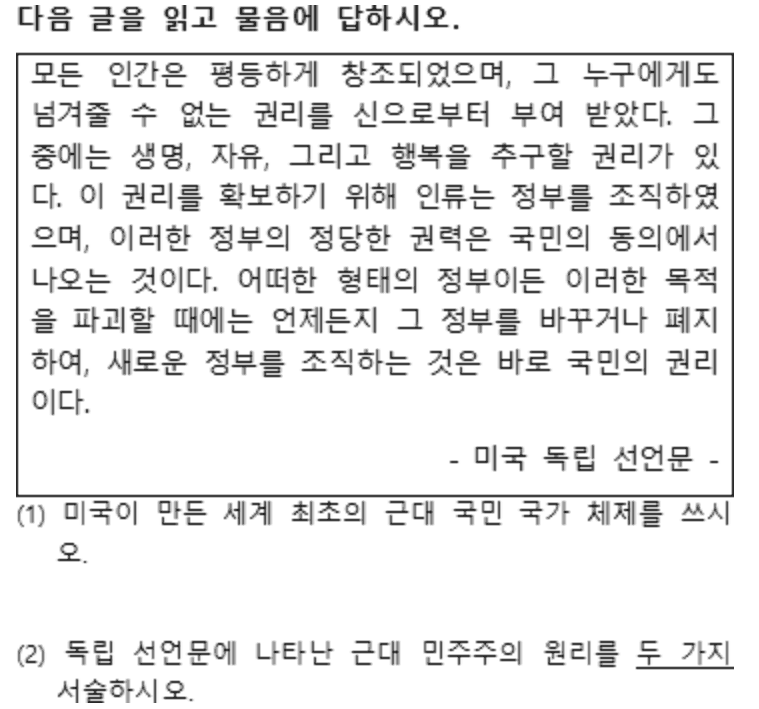 다음 글을 읽고 물음에 답하시오.
모든 인간은 평등하게 창조되었으며, 그 누구에게도
넘겨줄 수 없는 권리를 신으로부터 부여 받았다. 그
중에는 생명, 자유, 그리고 행복을 추구할 권리가 있
다. 이 권리를 확보하기 위해 인류는 정부를 조직하였
으며, 이러한 정부의 정당한 권력은 국민의 동의에서
나오는 것이다. 어떠한 형태의 정부이든 이러한 목적
을 파괴할 때에는 언제든지 그 정부를 바꾸거나 폐지
하여, 새로운 정부를 조직하는 것은 바로 국민의 권리
이다.
- 미국 독립 선언문 -
(1) 미국이 만든 세계 최초의 근대 국민 국가 체제를 쓰시
오.
(2) 독립 선언문에 나타난 근대 민주주의 원리를 두 가지
서술하시오.